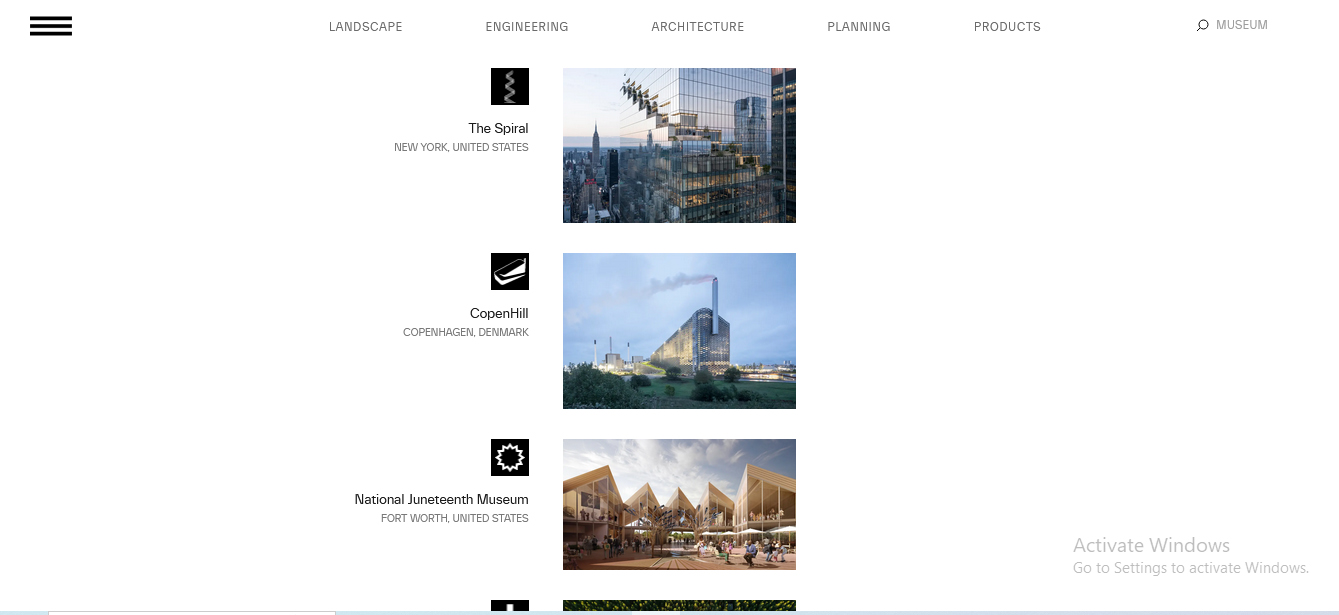 LANDSCAPE ENGINEERING ARCHITECTURE PLANNING PRODUCTS MUSEUM
The Spiral
NEW YORK, UNITED STATES
CopenHill
COPENHAGEN, DENMARK
National Juneteenth Museum
FORT WORTH, UNITED STATES
Activate Windows
Go to Settings to activate Windows.